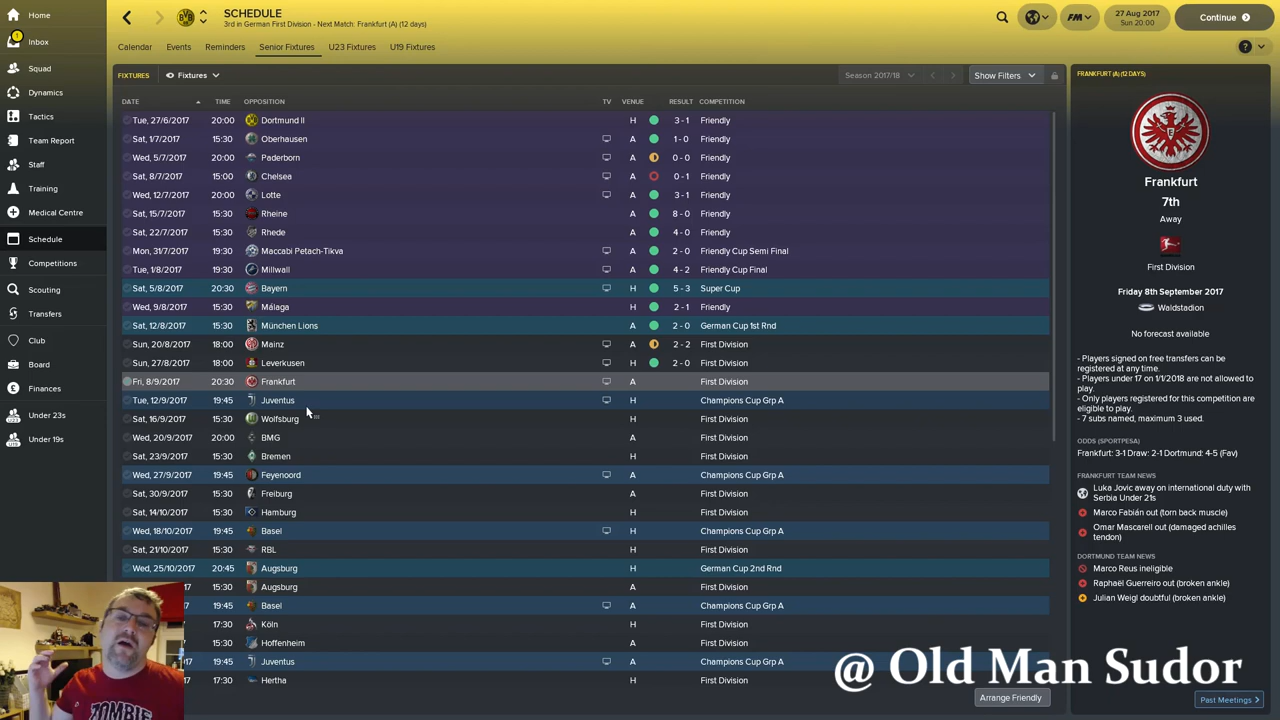 Home
Inbox
Squad
Dynamics
Tactics
Team Report
Staff
Training
Medical Centre
Schedule
Competitions
Scouting
Transfers
Club
Board
Finances
Under 23s
Under 19s
SCHEDULE
3rd in German First Division - Next Match: Frankfurt (A) (12 days)
FM
27 Aug 2017
Sun 20:00
Continue
Calendar Events Reminders Senior Fixtures U23 Fixtures U19 Fixtures
FIXTURES Fixtures Season 2017/18 Show Filters
DATE TIME OPPOSITION TV VENUE RESULT COMPETITION
Tue, 27/6/2017 20:00 Dortmund II H 3 - 1 Friendly
Sat, 1/7/2017 15:30 Oberhausen A 1 - 0 Friendly
Wed, 5/7/2017 20:00 Paderborn A 0 - 0 Friendly
Sat, 8/7/2017 15:00 Chelsea A 0 - 1 Friendly
Wed, 12/7/2017 20:00 Lotte A 3 - 1 Friendly
Sat, 15/7/2017 15:30 Rheine A 8 - 0 Friendly
Sat, 22/7/2017 15:30 Rhede A 4 - 0 Friendly
Mon, 31/7/2017 19:30 Maccabi Petach-Tikva A 2 - 0 Friendly Cup Semi Final
Tue, 1/8/2017 19:30 Millwall A 4 - 2 Friendly Cup Final
Sat, 5/8/2017 20:30 Bayern H 5 - 3 Super Cup
Wed, 9/8/2017 15:30 Málaga H 2 - 1 Friendly
Sat, 12/8/2017 15:30 München Lions A 2 - 0 German Cup 1st Rnd
Sun, 20/8/2017 18:00 Mainz A 2 - 2 First Division
Sun, 27/8/2017 18:00 Leverkusen H 2 - 0 First Division
Fri, 8/9/2017 20:30 Frankfurt A First Division
Tue, 12/9/2017 19:45 Juventus H Champions Cup Grp A
Sat, 16/9/2017 15:30 Wolfsburg H First Division
Wed, 20/9/2017 20:00 BMG A First Division
Sat, 23/9/2017 15:30 Bremen H First Division
Wed, 27/9/2017 19:45 Feyenoord A Champions Cup Grp A
Sat, 30/9/2017 15:30 Freiburg A First Division
Sat, 14/10/2017 15:30 Hamburg H First Division
Wed, 18/10/2017 19:45 Basel H Champions Cup Grp A
Sat, 21/10/2017 15:30 RBL H First Division
Wed, 25/10/2017 20:45 Augsburg H German Cup 2nd Rnd
15:30 Augsburg A First Division
19:45 Basel A Champions Cup Grp A
17:30 Köln H First Division
15:30 Hoffenheim A First Division
19:45 Juventus A Champions Cup Grp A
17:30 Hertha H First Division
Arrange Friendly
FRANKFURT (A) (12 DAYS)
Frankfurt
7th
Away
First Division
Friday 8th September 2017
Waldstadion
No forecast available
- Players signed on free transfers can be
registered at any time.
- Players under 17 on 1/1/2018 are not allowed to
play.
- Only players registered for this competition are
eligible to play.
- 7 subs named, maximum 3 used.
ODDS (SPORTPESA)
Frankfurt: 3-1 Draw: 2-1 Dortmund: 4-5 (Fav)
FRANKFURT TEAM NEWS
Luka Jovic away on international duty with
Serbia Under 21s
Marco Fabián out (torn back muscle)
Omar Mascarell out (damaged achilles
tendon)
DORTMUND TEAM NEWS
Marco Reus ineligible
Raphaël Guerreiro out (broken ankle)
Julian Weigl doubtful (broken ankle)
Past Meetings
@ Old Man Sudor
ZOMBIE